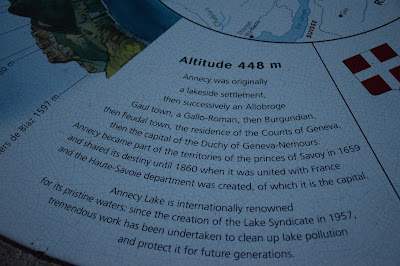 SUISSE
R
m
ers de Blaz 1597 m
Altitude 448 m
Annecy was originally
a lakeside settlement,
then successively an Allobroge
Gaul town, a Gallo-Roman, then Burgundian,
then Feudal town, the residence of the Counts of Geneva,
then the capital of the Duchy of Geneva-Nemours.
Annecy became part of the territories of the princes of Savoy in 1659
and shared its destiny until 1860 when it was united with France
and the Haute-Savoie department was created, of which it is the capital.
Annecy Lake is internationally renowned
for its pristine waters; since the creation of the Lake Syndicate in 1957,
tremendous work has been undertaken to clean up lake pollution
and protect it for future generations.